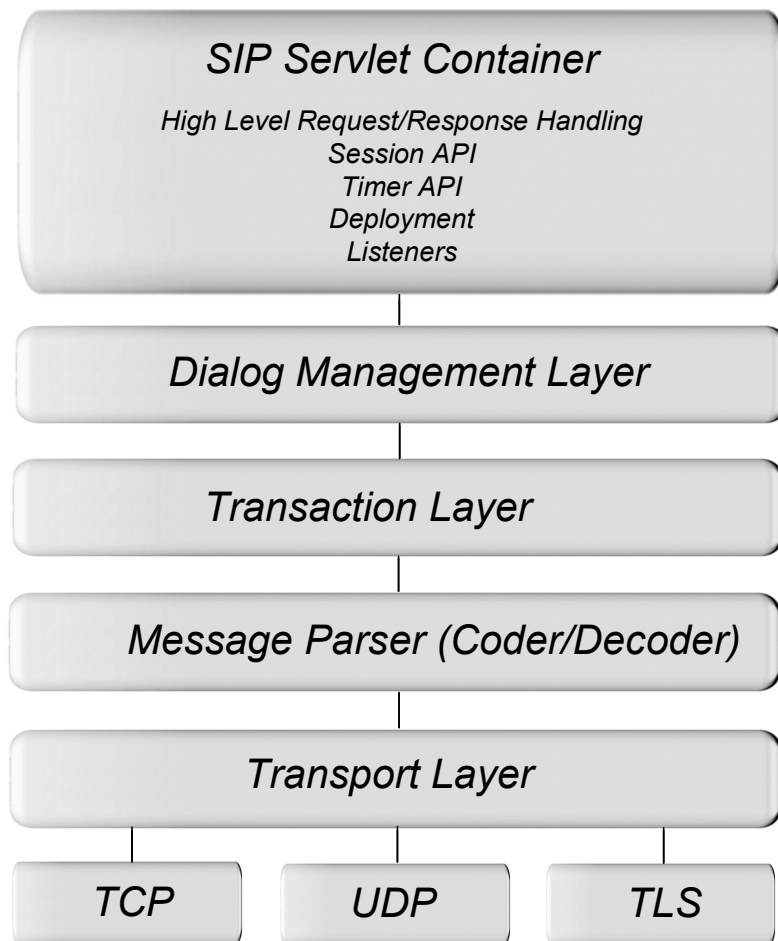 SIP Servlet Container
High Level Request/Response Handling
Session API
Timer API
Deployment
Listeners
Dialog Management Layer
Transaction Layer
Message Parser (Coder/Decoder)
Transport Layer
TCP
UDP
TLS